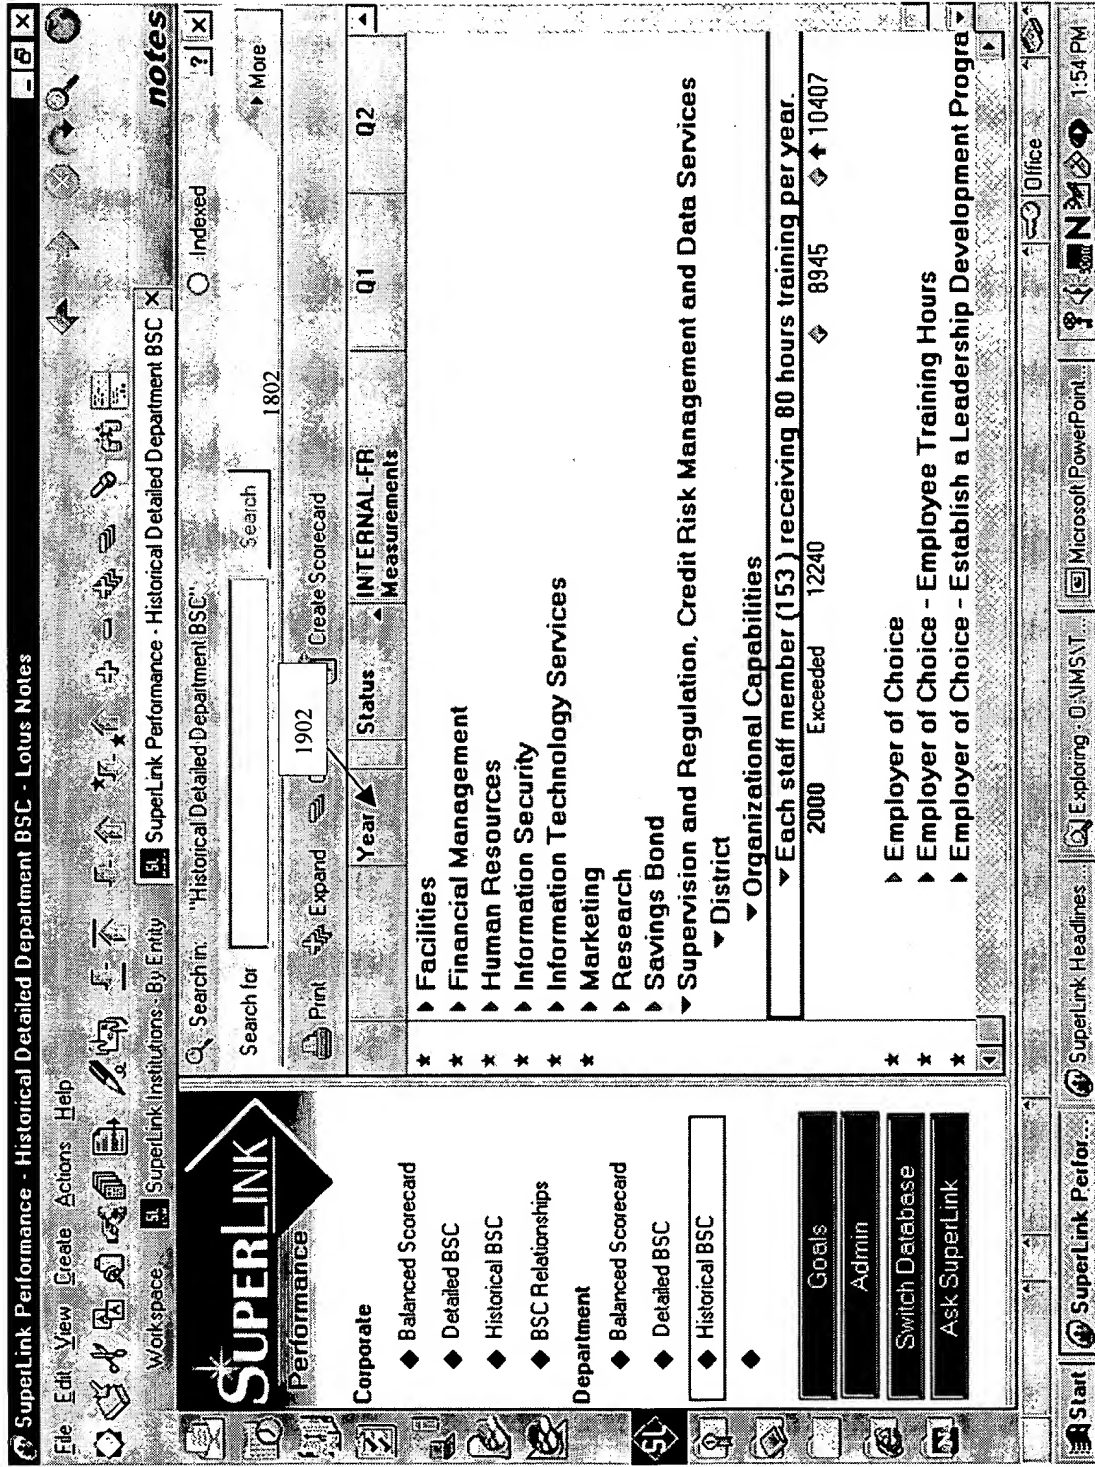 SuperLink Performance - Historical Detailed Department BSC - Lotus Notes
File Edit View Create Actions Help
notes
Workspace
SL SuperLink Institutions - By Entity
SL SuperLink Performance - Historical Detailed Department BSC
SUPERLINK
Performance
Corporate
Balanced Scorecard
Detailed BSC
Historical BSC
BSC Relationships
Department
Balanced Scorecard
Detailed BSC
Historical BSC
Goals
Admin
Switch Database
Ask SuperLink
Search in: "Historical Detailed Department BSC"
Indexed
Search for
Search
More
1802
Print
Expand
Create Scorecard
1902
Year Status INTERNAL-FR Measurements Q1 Q2
Facilities
Financial Management
Human Resources
Information Security
Information Technology Services
Marketing
Research
Savings Bond
Supervision and Regulation, Credit Risk Management and Data Services
District
Organizational Capabilities
Each staff member (153 ) receiving 80 hours training per year.
2000 Exceeded 12240 8945 10407
Employer of Choice
Employer of Choice - Employee Training Hours
Employer of Choice - Establish a Leadership Development Progra
Office
Start
SuperLink Perfor...
SuperLink Headlines ...
Exploring - O:\IMS\T...
Microsoft PowerPoint...
1:54 PM